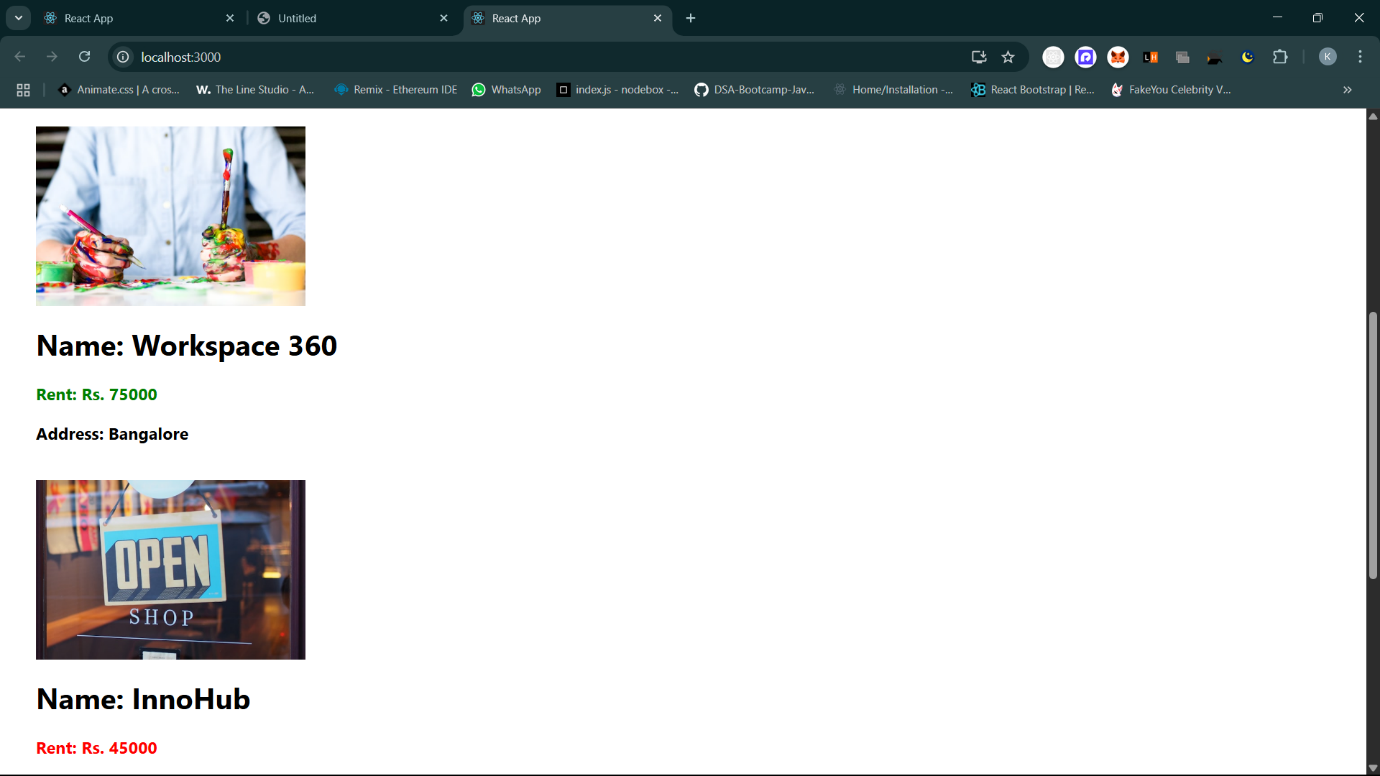 React App
Untitled
React App
localhost:3000
K
Animate.css | A cros...
W. The Line Studio - A...
Remix - Ethereum IDE
WhatsApp
index.js - nodebox -...
DSA-Bootcamp-Jav...
Home/Installation -...
React Bootstrap | Re...
FakeYou Celebrity V...
Name: Workspace 360
Rent: Rs. 75000
Address: Bangalore
OPEN
SHOP
Name: InnoHub
Rent: Rs. 45000